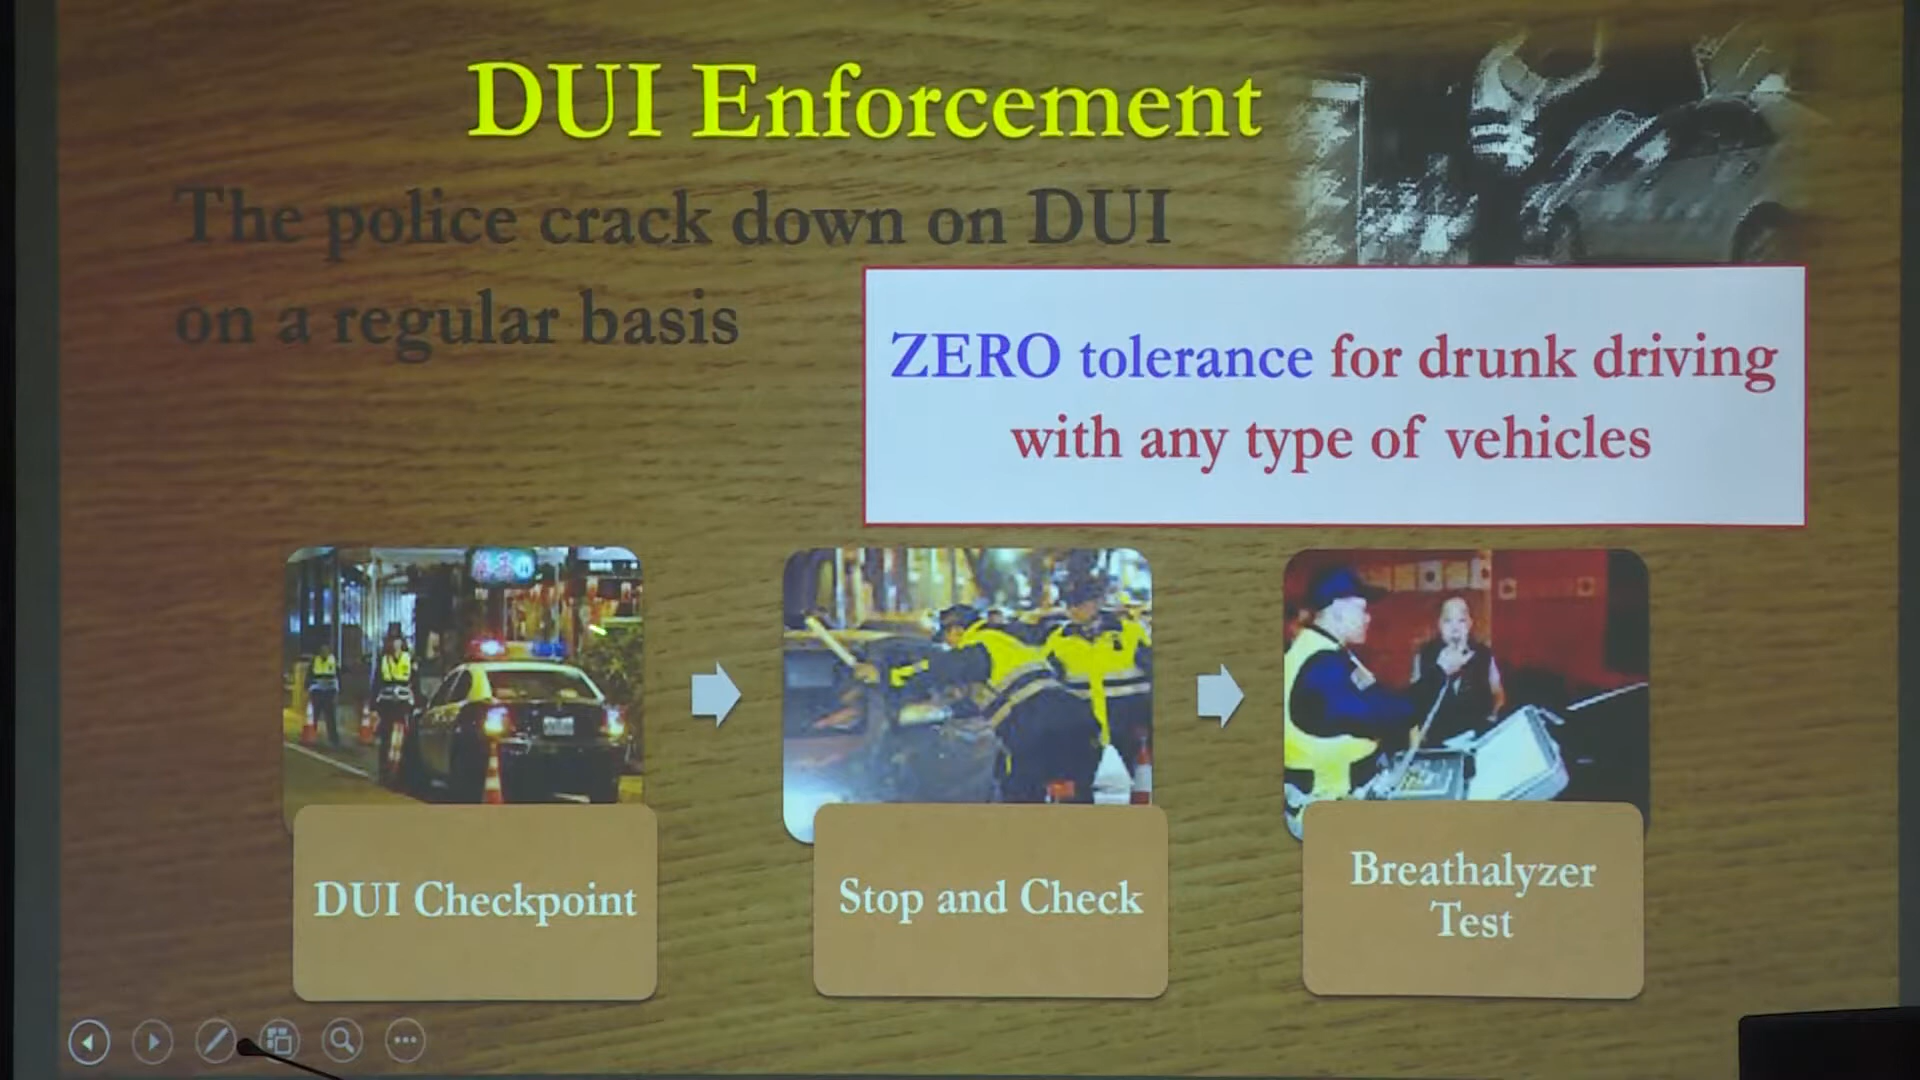 DUI Enforcement
The police crack down on DUI
on a regular basis
ZERO tolerance for drunk driving
with any type of vehicles
DUI Checkpoint
Stop and Check
Breathalyzer
Test